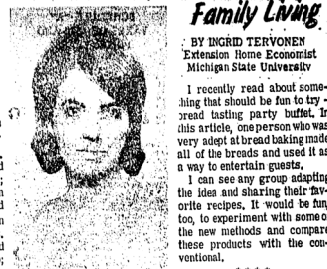 Family Living
BY INGRID TERVONEN
Extension Home Economist
Michigan State University
I recently read about some-
thing that should be fun to try -
bread tasting party buffet. In
this article, one person who was
very adept at bread baking made
all of the breads and used it as
a way to entertain guests.
I can see any group adapting
the idea and sharing their fav-
orite recipes. It would be fun,
too, to experiment with some of
the new methods and compare
these products with the con-
ventional.
* * * *